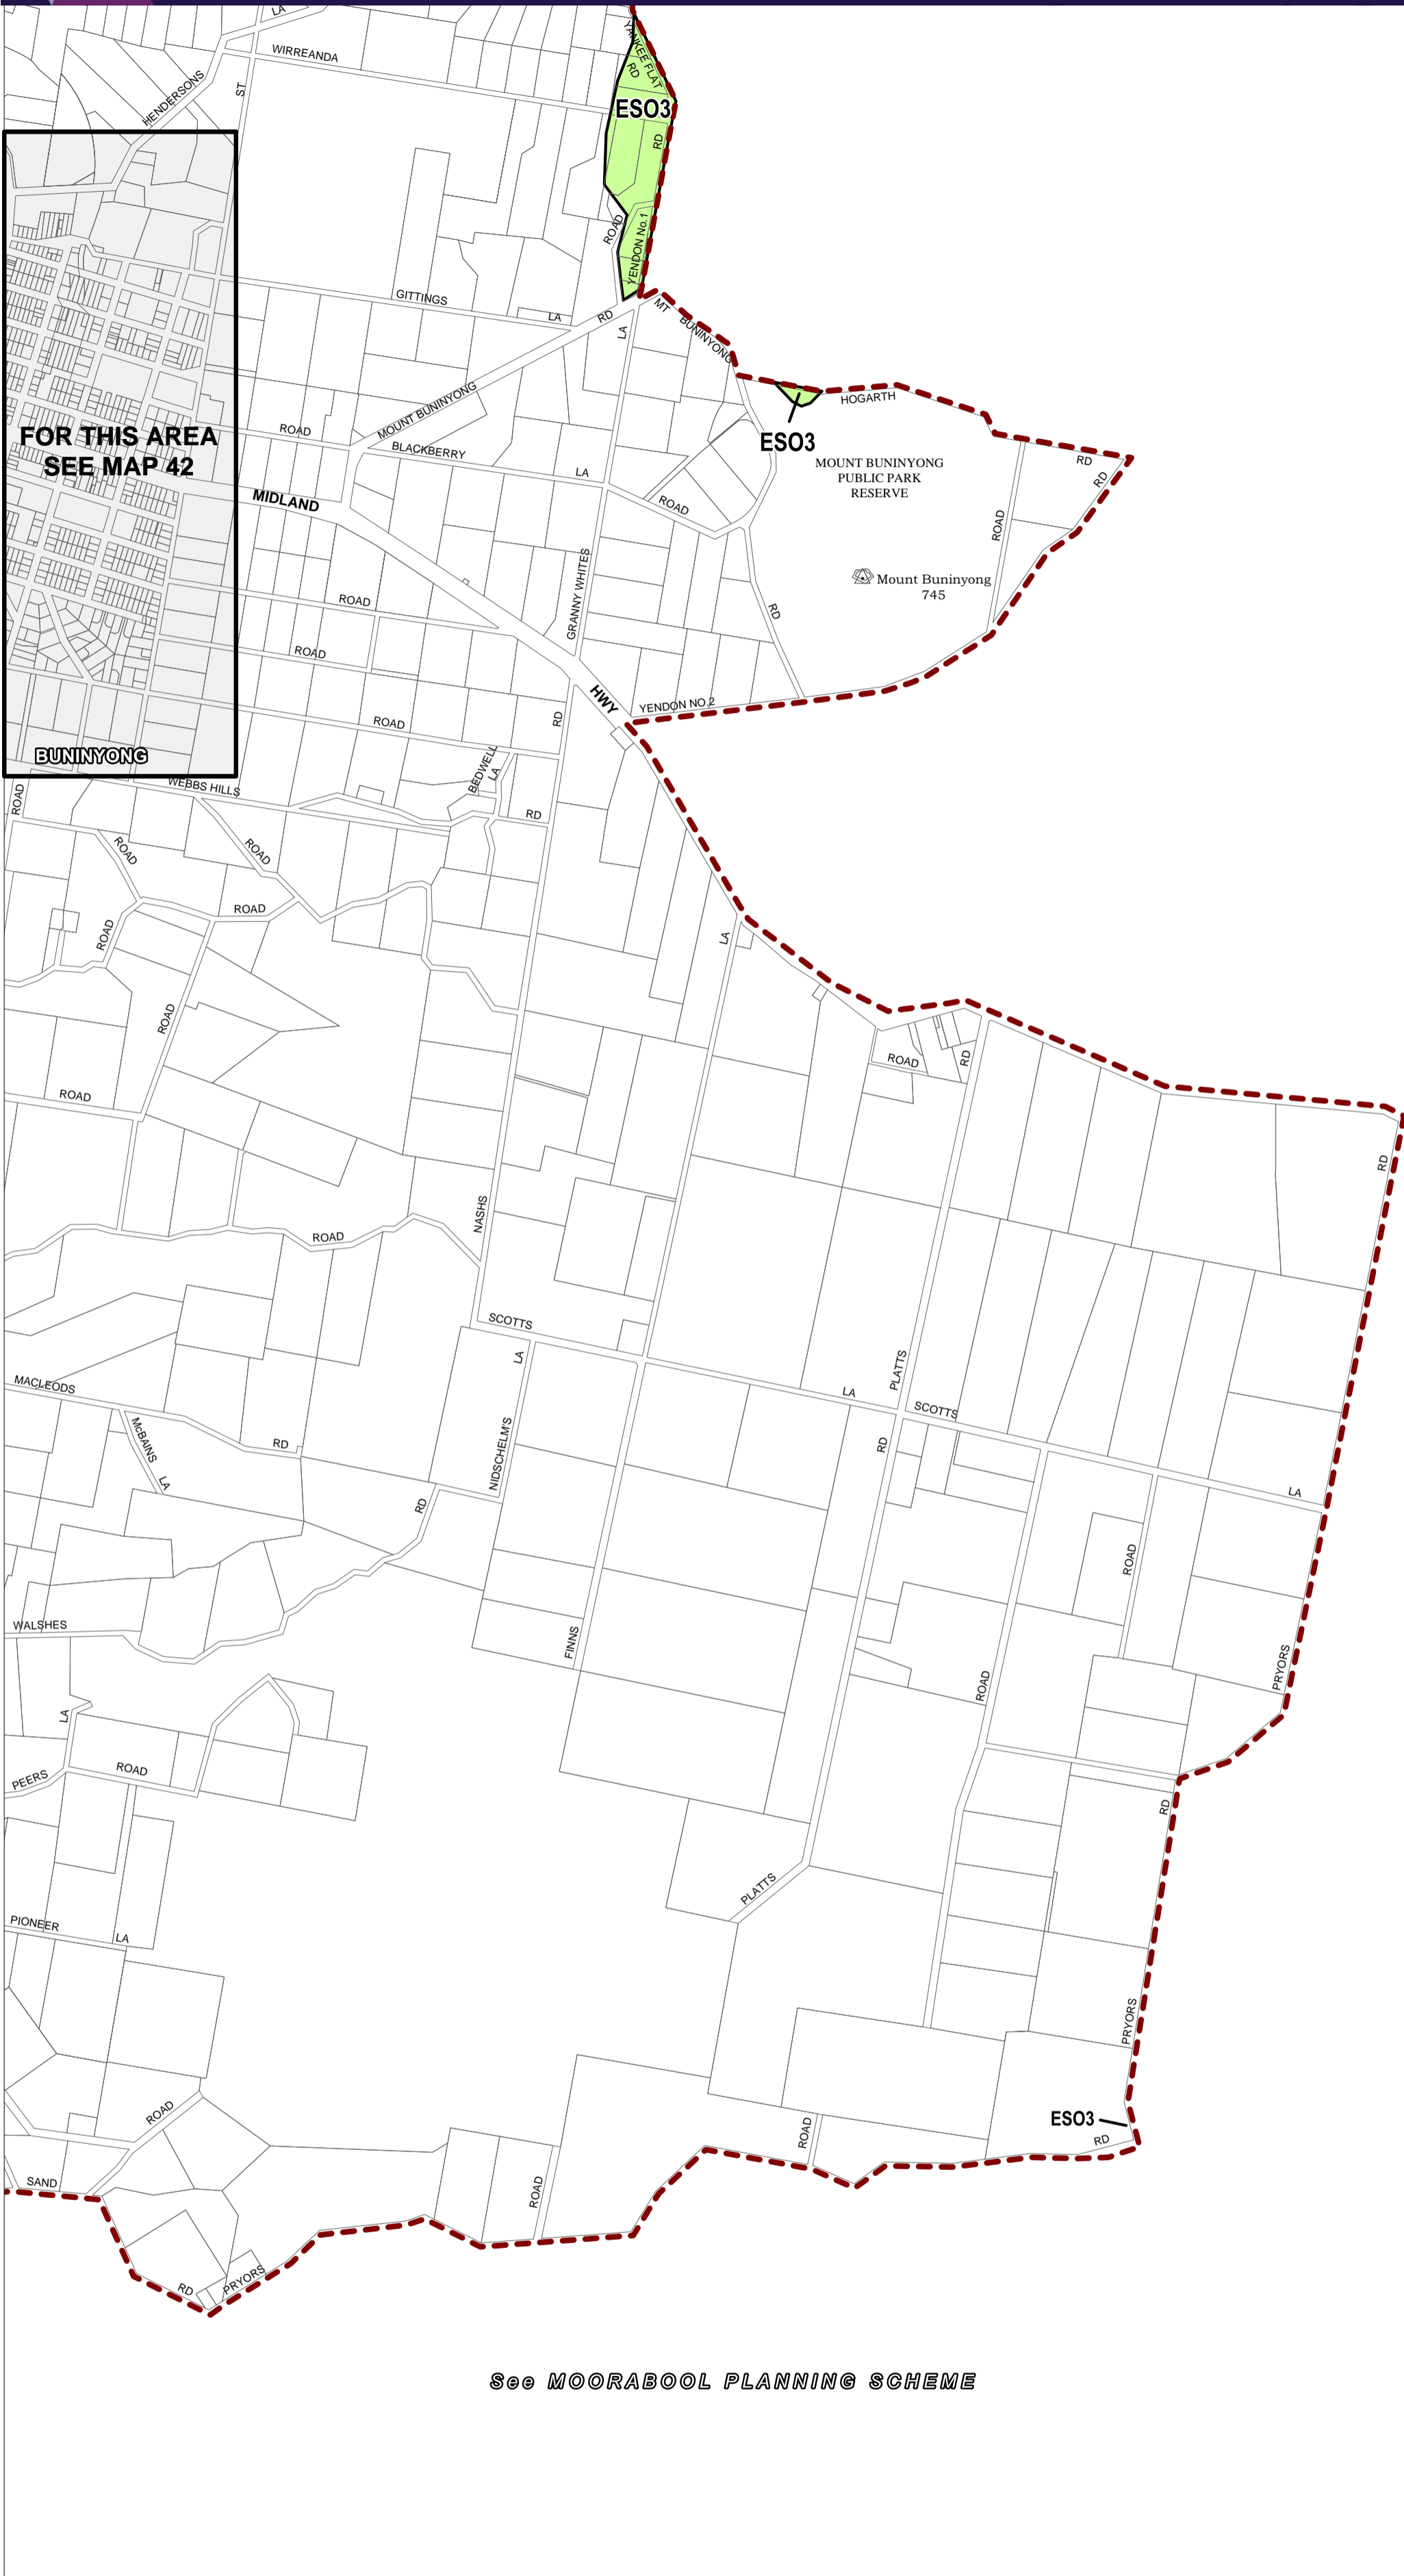 LA
WIRREANDA
YANKEE FLAT
RD
HENDERSONS
ST
ESO3
RD
ROAD
YENDON No.1
GITTINGS
LA
RD
LA
MT
BUNINYONG
HOGARTH
MOUNT BUNINYONG
ROAD
ESO3
FOR THIS AREA
SEE MAP 42
BLACKBERRY
LA
MOUNT BUNINYONG
PUBLIC PARK
RESERVE
RD
RD
MIDLAND
ROAD
ROAD
GRANNY WHITES
Mount Buninyong
745
ROAD
RD
ROAD
HWY
YENDON NO.2
ROAD
RD
BUNINYONG
BEDWELL
LA
WEBBS HILLS
ROAD
RD
ROAD
ROAD
ROAD
ROAD
LA
ROAD
ROAD
RD
ROAD
RD
NASHS
ROAD
SCOTTS
LA
PLATTS
MACLEODS
LA
SCOTTS
McBAINS
LA
RD
NIDSCHELM'S
RD
LA
RD
ROAD
WALSHES
FINNS
ROAD
PRYORS
LA
PEERS
ROAD
RD
PLATTS
PIONEER
LA
PRYORS
ESO3
ROAD
ROAD
RD
SAND
ROAD
RD
PRYORS
See MOORABOOL PLANNING SCHEME